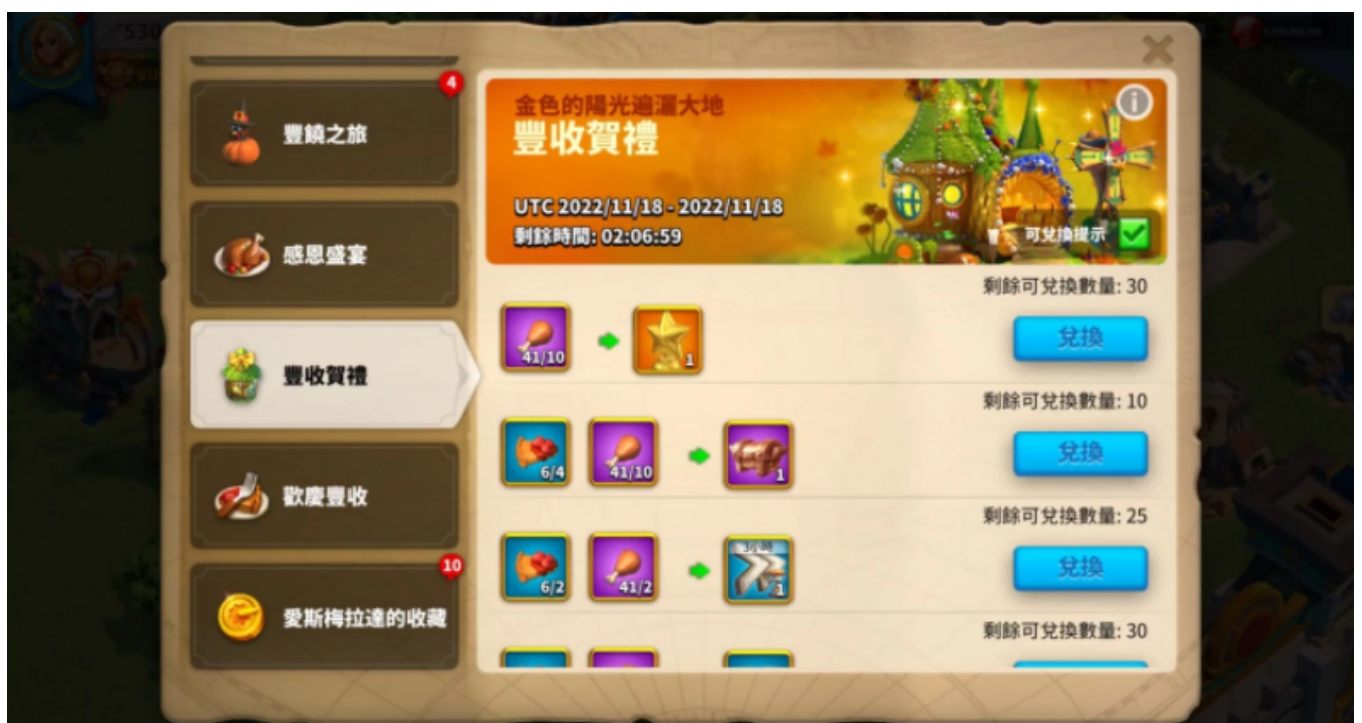 530
4
豐饒之旅
感恩盛宴
豐收賀禮
歡慶豐收
10
愛斯梅拉達的收藏
金色的陽光遍灑大地
豐收賀禮
UTC 2022/11/18 - 2022/11/18
剩餘時間: 02:06:59
可兌換提示
剩餘可兌換數量: 30
41/10
1
兌換
剩餘可兌換數量: 10
6/4
41/10
1
兌換
剩餘可兌換數量: 25
6/2
41/2
3小時
1
兌換
剩餘可兌換數量: 30